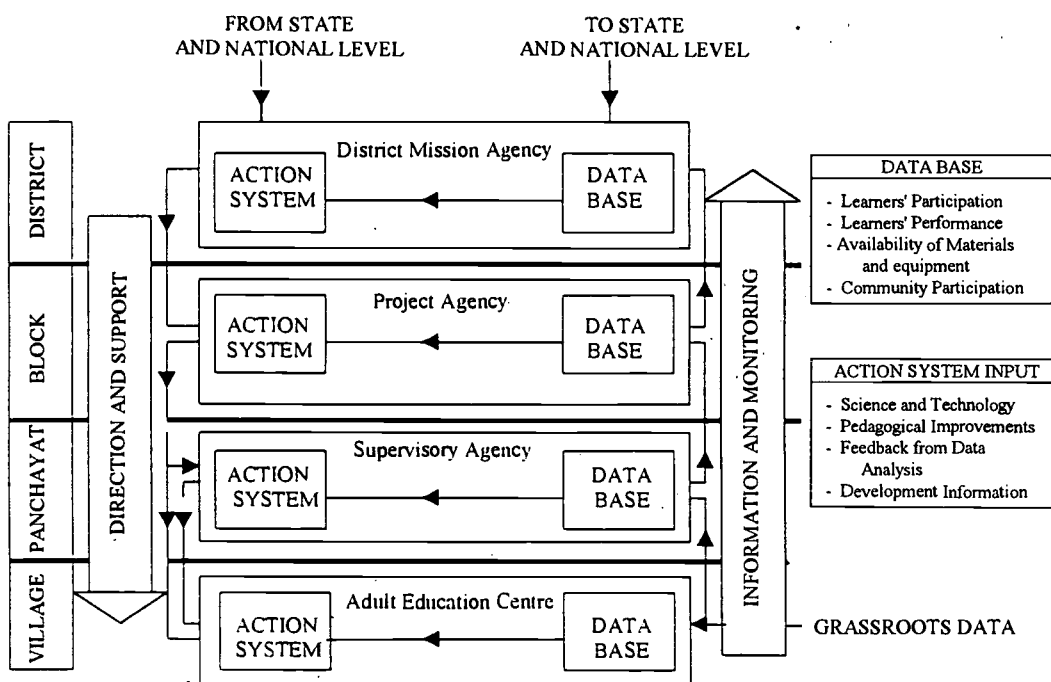 FROM STATE
AND NATIONAL LEVEL
TO STATE
AND NATIONAL LEVEL
DISTRICT
BLOCK
PANCHAYAT
VILLAGE
DIRECTION AND SUPPORT
District Mission Agency
ACTION
SYSTEM
DATA
BASE
Project Agency
ACTION
SYSTEM
DATA
BASE
Supervisory Agency
ACTION
SYSTEM
DATA
BASE
Adult Education Centre
ACTION
SYSTEM
DATA
BASE
INFORMATION AND MONITORING
DATA BASE
- Learners' Participation
- Learners' Performance
- Availability of Materials
and equipment
- Community Participation
ACTION SYSTEM INPUT
- Science and Technology
- Pedagogical Improvements
- Feedback from Data
Analysis
- Development Information
GRASSROOTS DATA